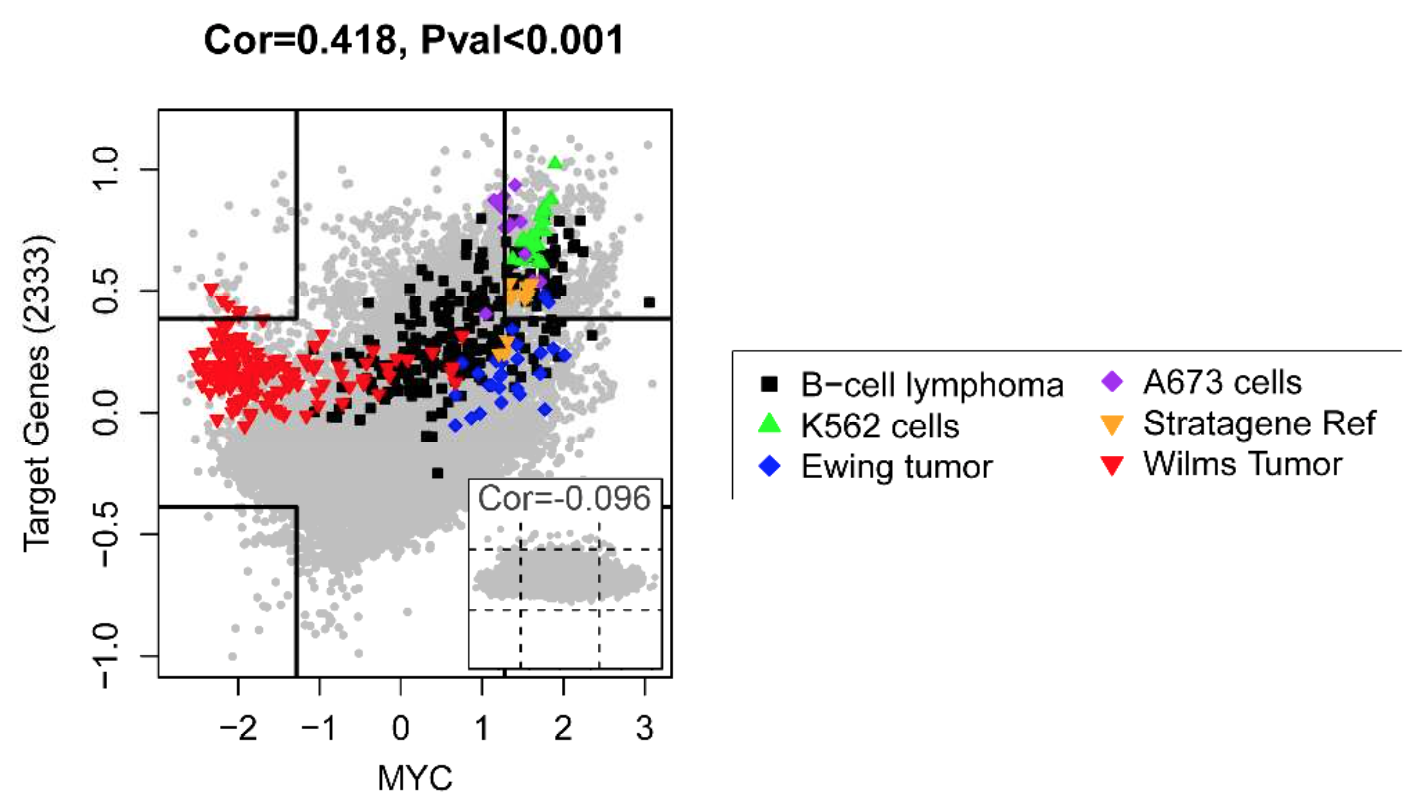 Cor=0.418, Pval<0.001
Target Genes (2333)
1.0
0.5
0.0
−0.5
−1.0
Cor=-0.096
−2 −1 0 1 2 3
MYC
B−cell lymphoma
K562 cells
Ewing tumor
A673 cells
Stratagene Ref
Wilms Tumor